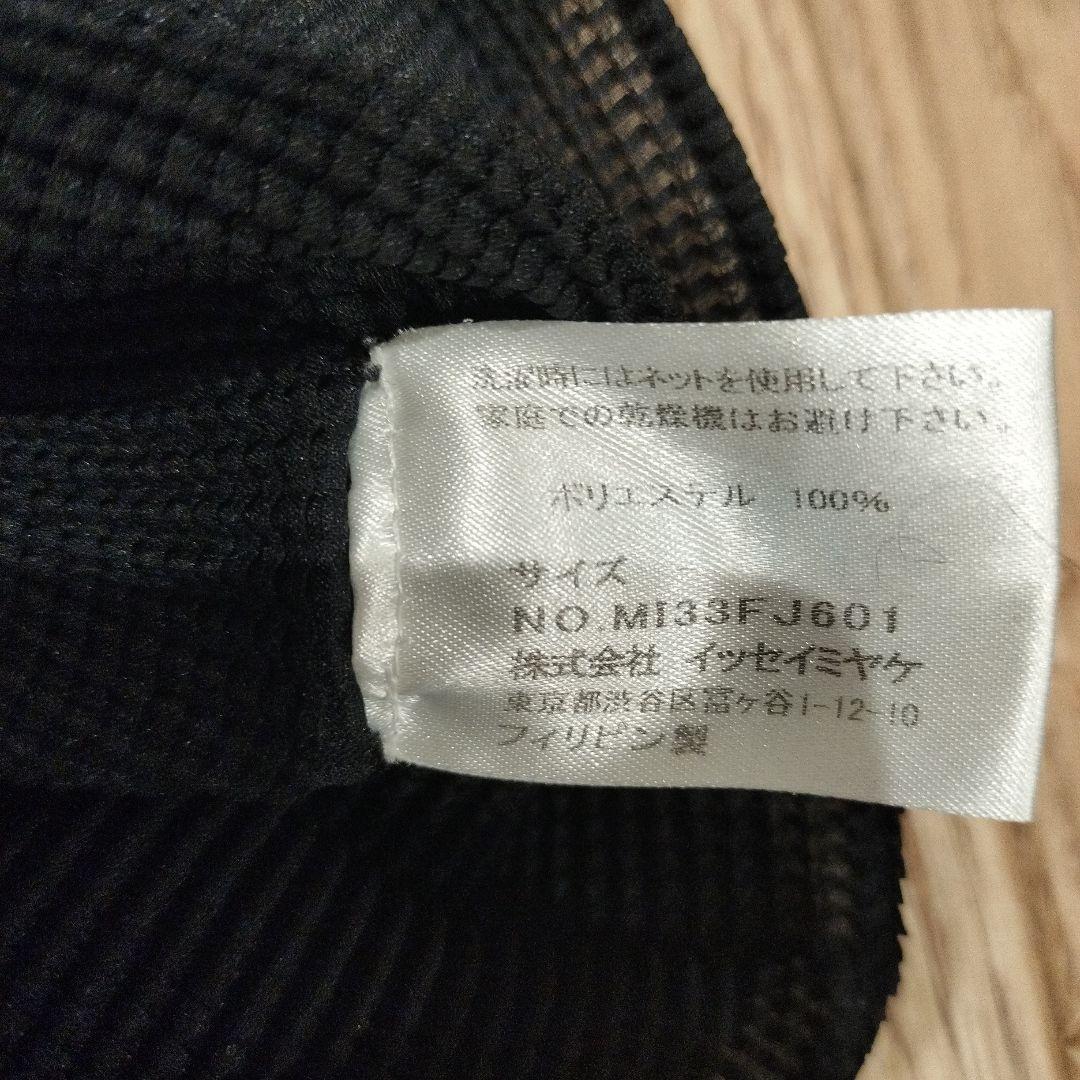 洗濯時にはネットを使用して下さい。
家庭での乾燥機はお避け下さい。
ポリエステル 100%
サイズ
NO.MI33FJ601
株式会社 イッセイミヤケ
東京都渋谷区富ヶ谷1-12-10
フィリピン製